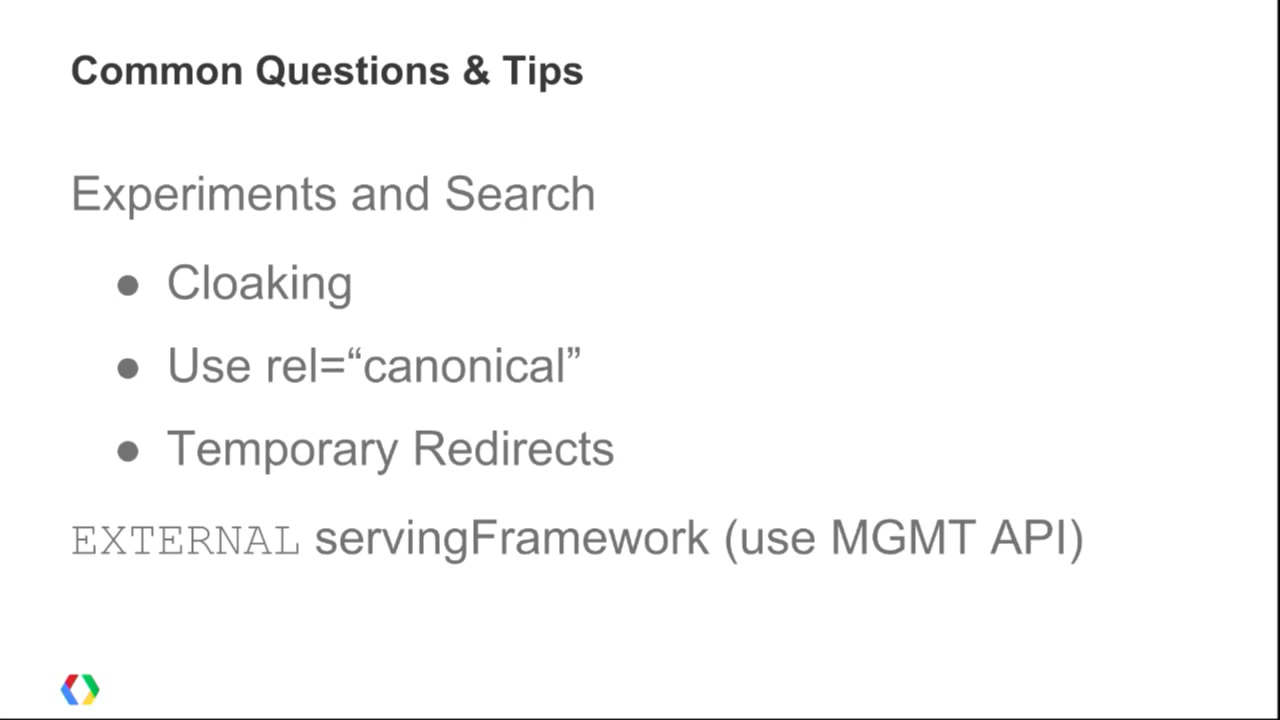 Common Questions & Tips
Experiments and Search
● Cloaking
● Use rel=“canonical”
● Temporary Redirects
EXTERNAL servingFramework (use MGMT API)